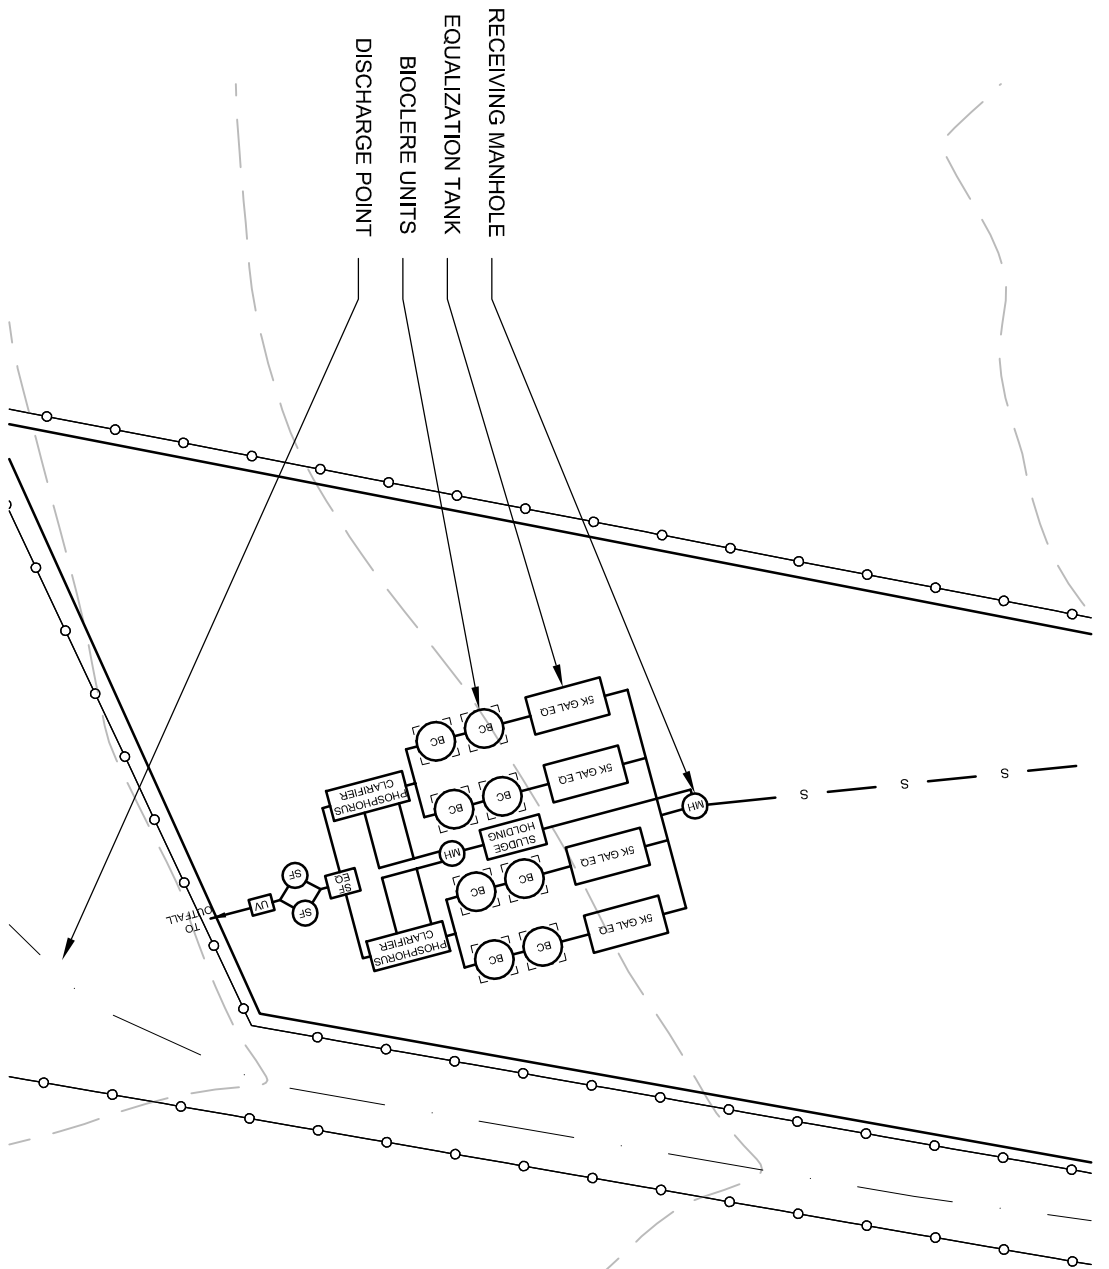 RECEIVING MANHOLE
EQUALIZATION TANK
BIOCLERE UNITS
DISCHARGE POINT
5K GAL EQ
BC
BC
5K GAL EQ
BC
BC
PHOSPHORUS
CLARIFIER
MH
S
S
S
SLUDGE
HOLDING
MH
5K GAL EQ
BC
BC
SF
EQ
SF
SF
UV
TO
OUTFALL
5K GAL EQ
BC
BC
PHOSPHORUS
CLARIFIER